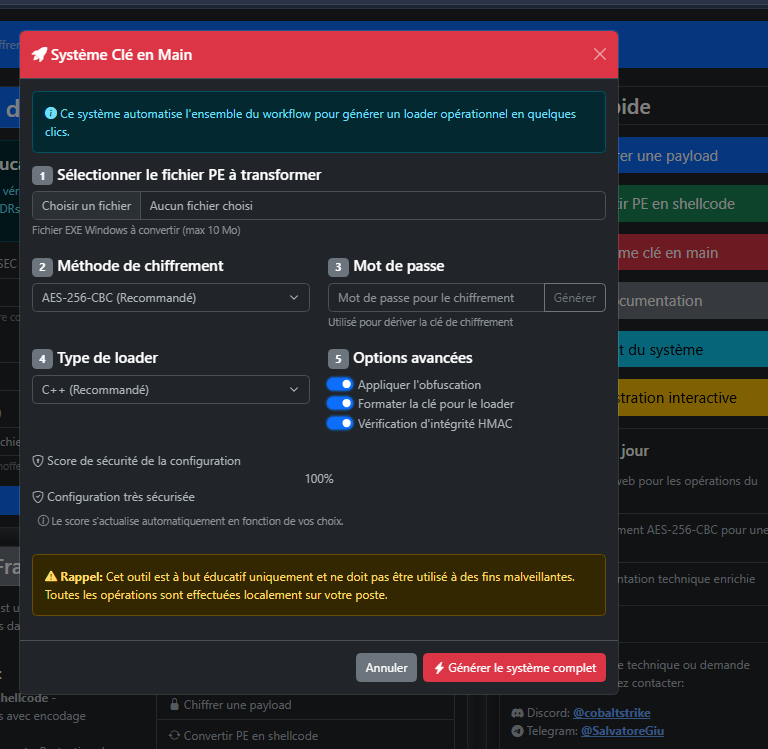 Système Clé en Main
Ce système automatise l'ensemble du workflow pour générer un loader opérationnel en quelques
clics.
1 Sélectionner le fichier PE à transformer
Choisir un fichier Aucun fichier choisi
Fichier EXE Windows à convertir (max 10 Mo)
2 Méthode de chiffrement
AES-256-CBC (Recommandé)
3 Mot de passe
Mot de passe pour le chiffrement Générer
Utilisé pour dériver la clé de chiffrement
4 Type de loader
C++ (Recommandé)
5 Options avancées
Appliquer l'obfuscation
Formater la clé pour le loader
Vérification d'intégrité HMAC
Score de sécurité de la configuration
100%
Configuration très sécurisée
Le score s'actualise automatiquement en fonction de vos choix.
Rappel: Cet outil est à but éducatif uniquement et ne doit pas être utilisé à des fins malveillantes.
Toutes les opérations sont effectuées localement sur votre poste.
Annuler Générer le système complet
ide
er une payload
ir PE en shellcode
me clé en main
cumentation
t du système
stration interactive
jour
web pour les opérations du
ment AES-256-CBC pour une
ntation technique enrichie
e technique ou demande
ez contacter:
Discord: @cobaltstrike
Telegram: @SalvatoreGiu
hellcode -
s avec encodage
Chiffrer un payload
Convertir PE en shellcode